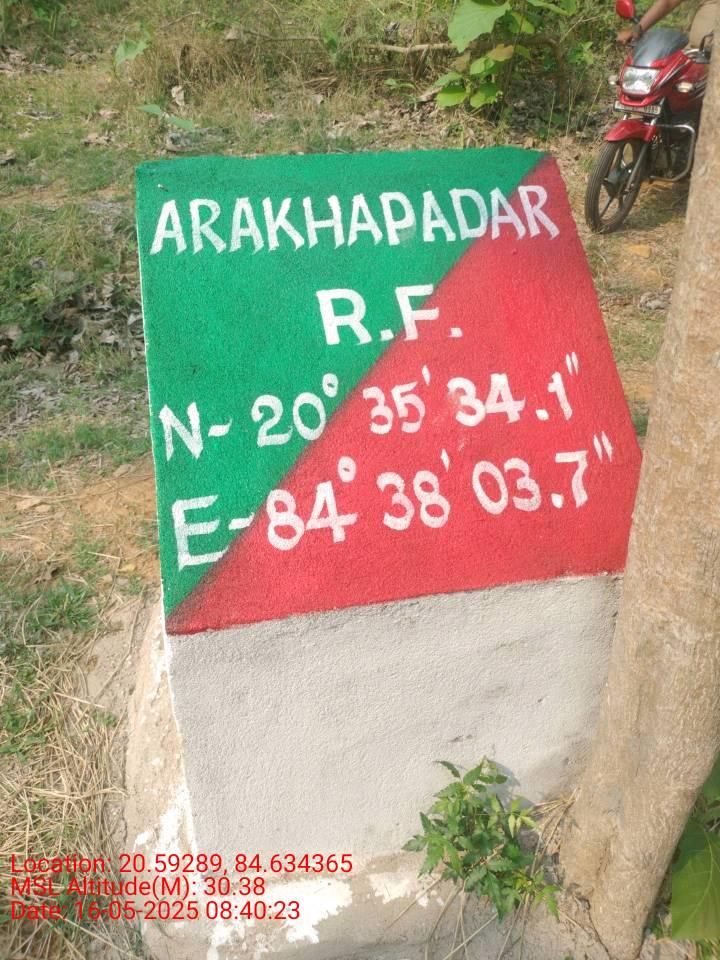 ARAKHAPADAR
R.F.
N- 20° 35' 34.1"
E-84° 38' 03.7"
Location: 20.59289, 84.634365
MSL Altitude(M): 30.38
Date: 16-05-2025 08:40:23